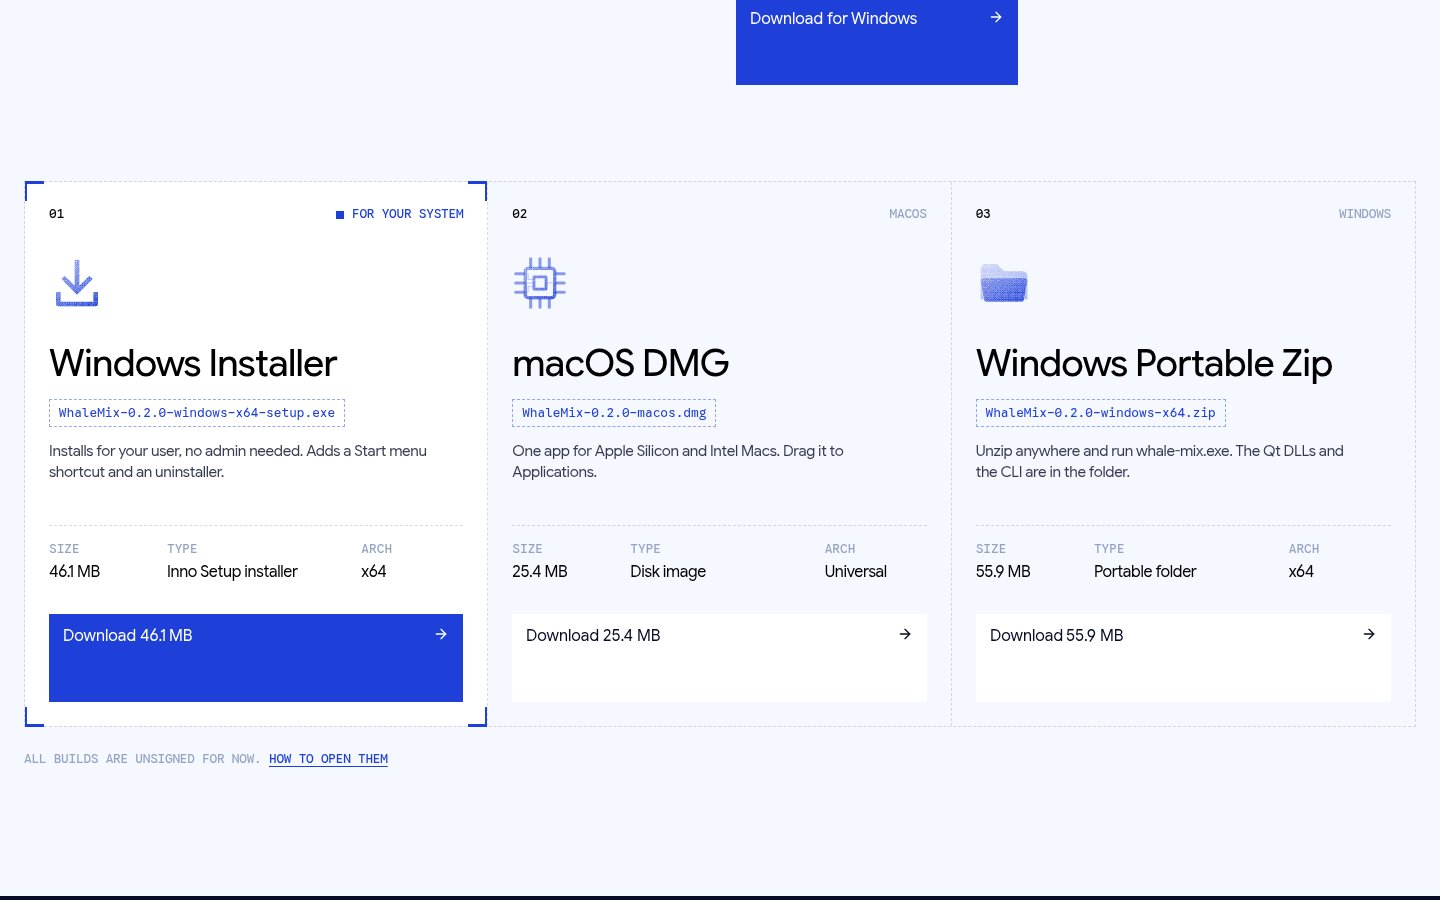 Download for Windows
01
FOR YOUR SYSTEM
Windows Installer
WhaleMix-0.2.0-windows-x64-setup.exe
Installs for your user, no admin needed. Adds a Start menu
shortcut and an uninstaller.
SIZE TYPE ARCH
46.1 MB Inno Setup installer x64
Download 46.1 MB
02
MACOS
macOS DMG
WhaleMix-0.2.0-macos.dmg
One app for Apple Silicon and Intel Macs. Drag it to
Applications.
SIZE TYPE ARCH
25.4 MB Disk image Universal
Download 25.4 MB
03
WINDOWS
Windows Portable Zip
WhaleMix-0.2.0-windows-x64.zip
Unzip anywhere and run whale-mix.exe. The Qt DLLs and
the CLI are in the folder.
SIZE TYPE ARCH
55.9 MB Portable folder x64
Download 55.9 MB
ALL BUILDS ARE UNSIGNED FOR NOW. HOW TO OPEN THEM